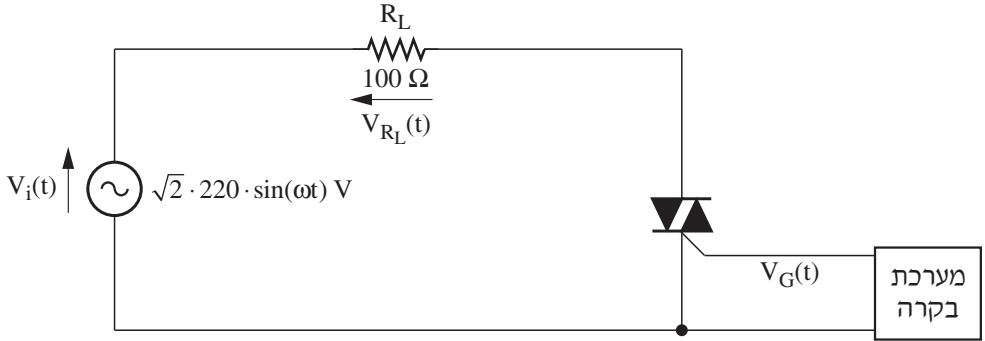 R_L
100 Ω
V_{R_L}(t)
V_i(t)
√2 · 220 · sin(ωt) V
V_G(t)
מערכת
בקרה